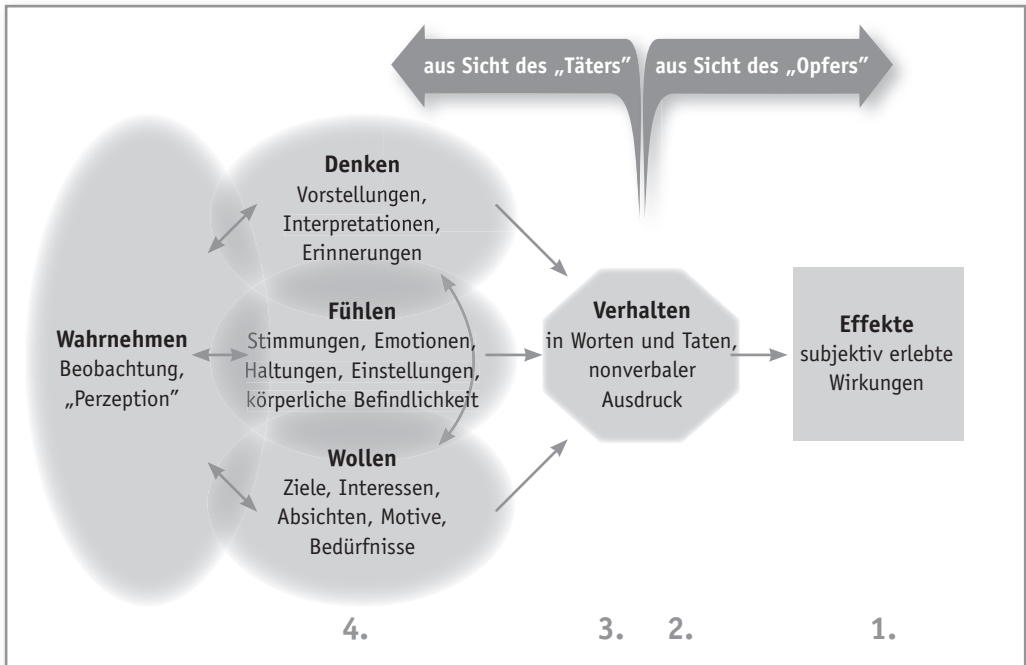 aus Sicht des „Täters”
aus Sicht des „Opfers”
Denken
Vorstellungen,
Interpretationen,
Erinnerungen
Fühlen
Stimmungen, Emotionen,
Haltungen, Einstellungen,
körperliche Befindlichkeit
Wollen
Ziele, Interessen,
Absichten, Motive,
Bedürfnisse
Wahrnehmen
Beobachtung,
„Perzeption”
Verhalten
in Worten und Taten,
nonverbaler
Ausdruck
Effekte
subjektiv erlebte
Wirkungen
4.
3.
2.
1.